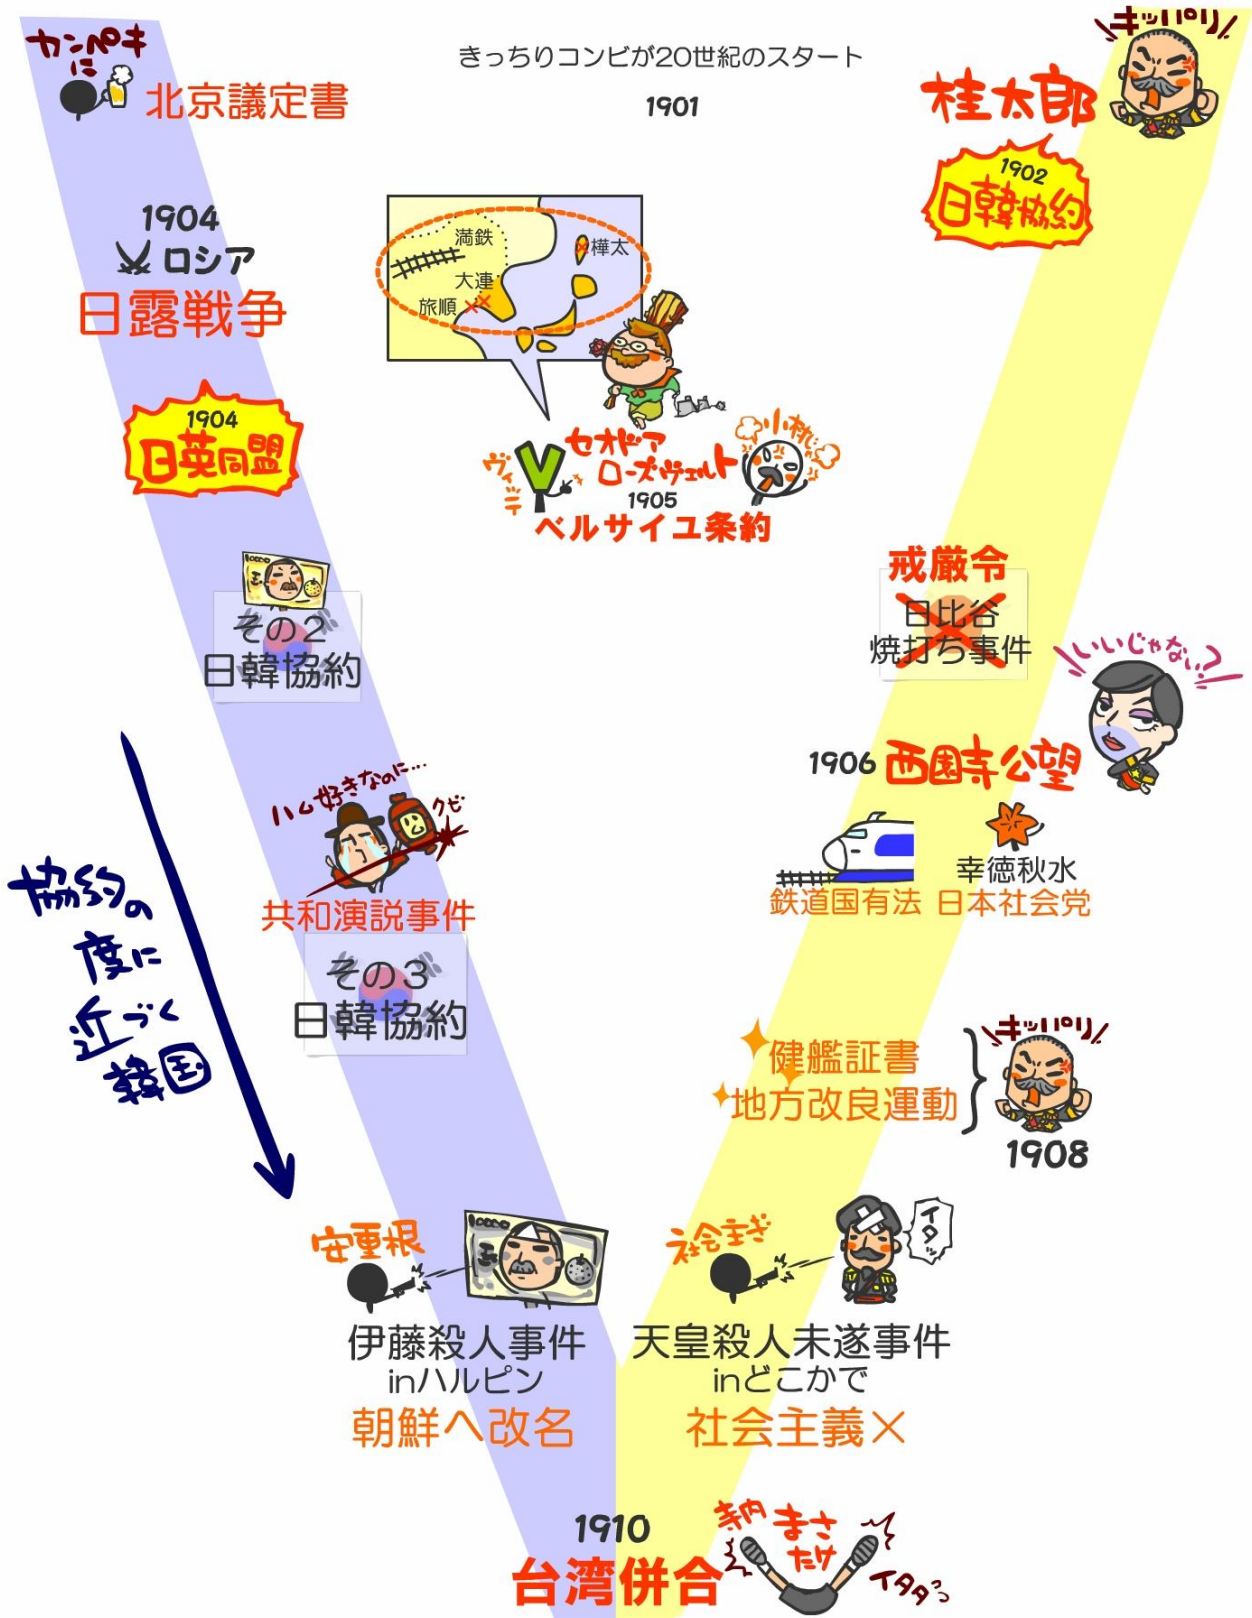 きっちりコンビが20世紀のスタート
1901
カンペキ
に
北京議定書
キッパリ
桂太郎
1902
日韓協約
1904
ロシア
日露戦争
満鉄
樺太
大連
旅順
1904
日英同盟
セオドア
ローズヴェルト
ヴィッテ
小村じゅ
1905
ベルサイユ条約
10000
その2
日韓協約
戒厳令
日比谷
焼打ち事件
いいじゃない?
1906 西園寺公望
ハム好きなのに…
クビ
共和演説事件
鉄道国有法
幸徳秋水
日本社会党
その3
日韓協約
協約の
度に
近づく
韓国
健艦証書
地方改良運動
キッパリ
1908
安重根
伊藤殺人事件
inハルピン
朝鮮へ改名
社会主ぎ
イタッ
天皇殺人未遂事件
inどこかで
社会主義×
1910
台湾併合
寺内 まさ
たけ
イタタっ